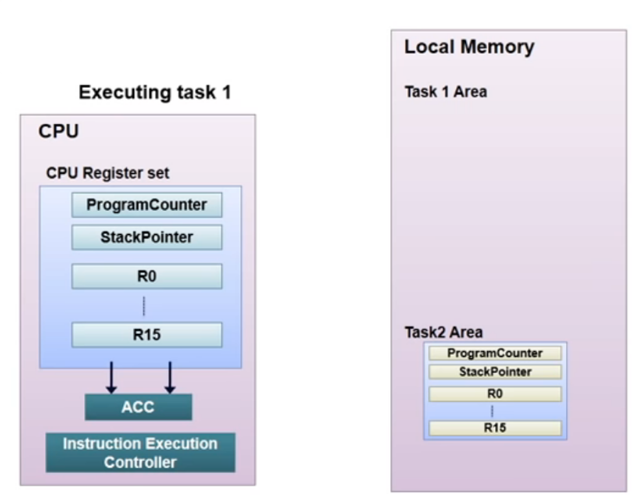 Executing task 1
CPU
CPU Register set
ProgramCounter
StackPointer
R0
R15
ACC
Instruction Execution
Controller
Local Memory
Task 1 Area
Task2 Area
ProgramCounter
StackPointer
R0
R15